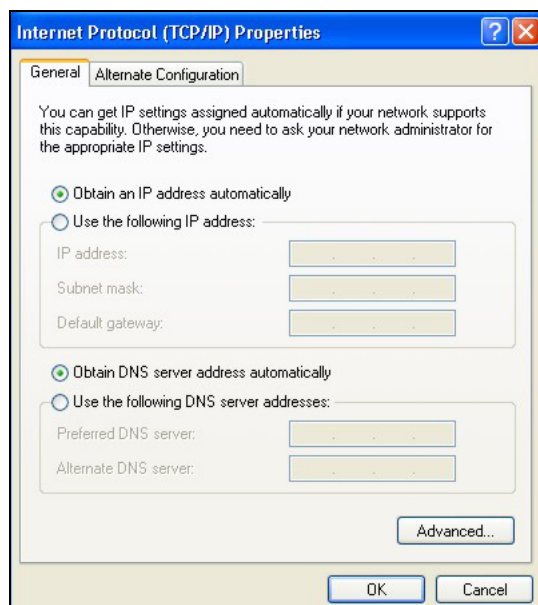 Internet Protocol (TCP/IP) Properties
General Alternate Configuration
You can get IP settings assigned automatically if your network supports
this capability. Otherwise, you need to ask your network administrator for
the appropriate IP settings.
Obtain an IP address automatically
Use the following IP address:
IP address:
Subnet mask:
Default gateway:
Obtain DNS server address automatically
Use the following DNS server addresses:
Preferred DNS server:
Alternate DNS server:
Advanced...
OK Cancel